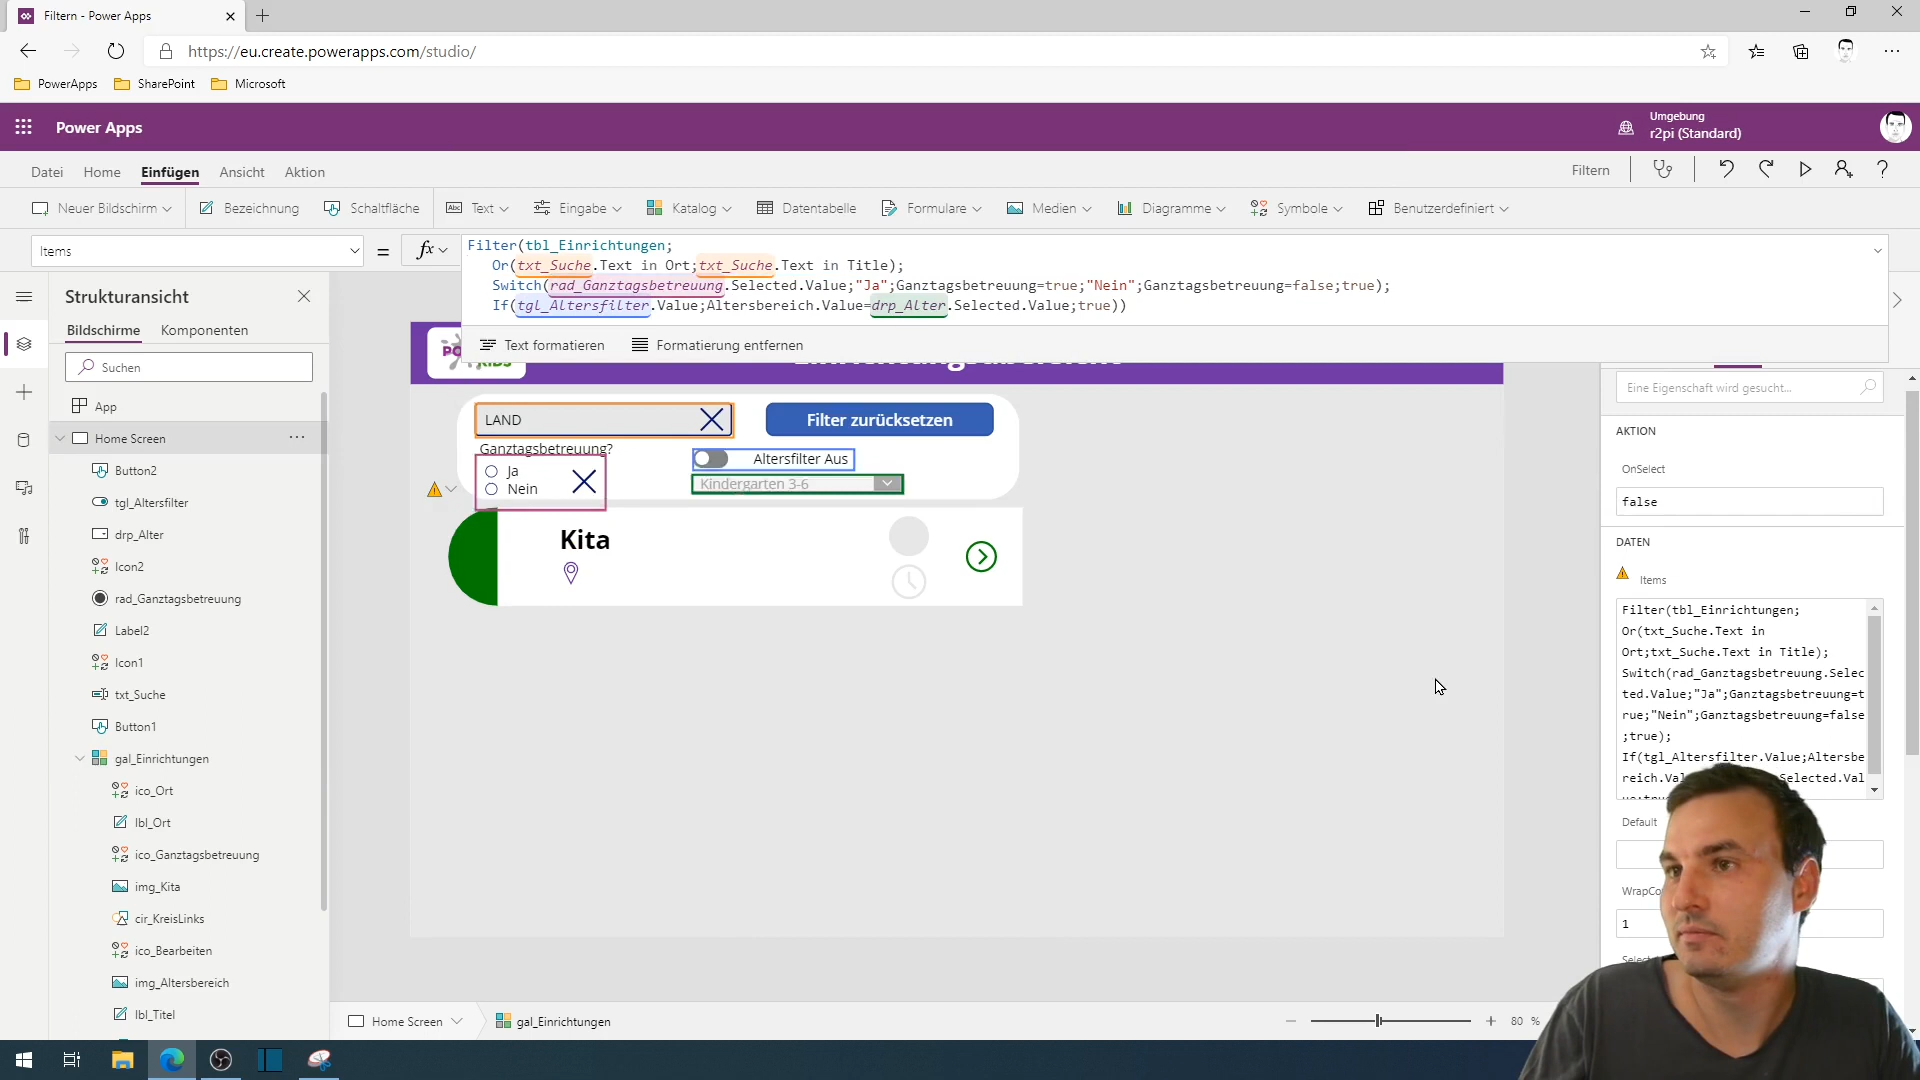 Filtern - Power Apps
https://eu.create.powerapps.com/studio/
PowerApps SharePoint Microsoft
Power Apps
Umgebung
r2pi (Standard)
Datei Home Einfügen Ansicht Aktion Filtern
Neuer Bildschirm Bezeichnung Schaltfläche Abc Text Eingabe Katalog Datentabelle Formulare Medien Diagramme Symbole Benutzerdefiniert
Items = fx
Filter(tbl_Einrichtungen;
Or(txt_Suche.Text in Ort;txt_Suche.Text in Title);
Switch(rad_Ganztagsbetreuung.Selected.Value;"Ja";Ganztagsbetreuung=true;"Nein";Ganztagsbetreuung=false;true);
If(tgl_Altersfilter.Value;Altersbereich.Value=drp_Alter.Selected.Value;true))
Text formatieren Formatierung entfernen
Strukturansicht
Bildschirme Komponenten
Suchen
App
Home Screen
Button2
tgl_Altersfilter
drp_Alter
Icon2
rad_Ganztagsbetreuung
Label2
Icon1
txt_Suche
Button1
gal_Einrichtungen
ico_Ort
lbl_Ort
ico_Ganztagsbetreuung
img_Kita
cir_KreisLinks
ico_Bearbeiten
img_Altersbereich
lbl_Titel
LAND
Filter zurücksetzen
Ganztagsbetreuung?
Ja
Nein
Altersfilter Aus
Kindergarten 3-6
Kita
Eine Eigenschaft wird gesucht...
AKTION
OnSelect
false
DATEN
Items
Filter(tbl_Einrichtungen;
Or(txt_Suche.Text in
Ort;txt_Suche.Text in Title);
Switch(rad_Ganztagsbetreuung.Selec
ted.Value;"Ja";Ganztagsbetreuung=t
rue;"Nein";Ganztagsbetreuung=false
;true);
If(tgl_Altersfilter.Value;Altersbe
reich.Val Selected.Val
Default
WrapCo
1
Home Screen gal_Einrichtungen
80 %